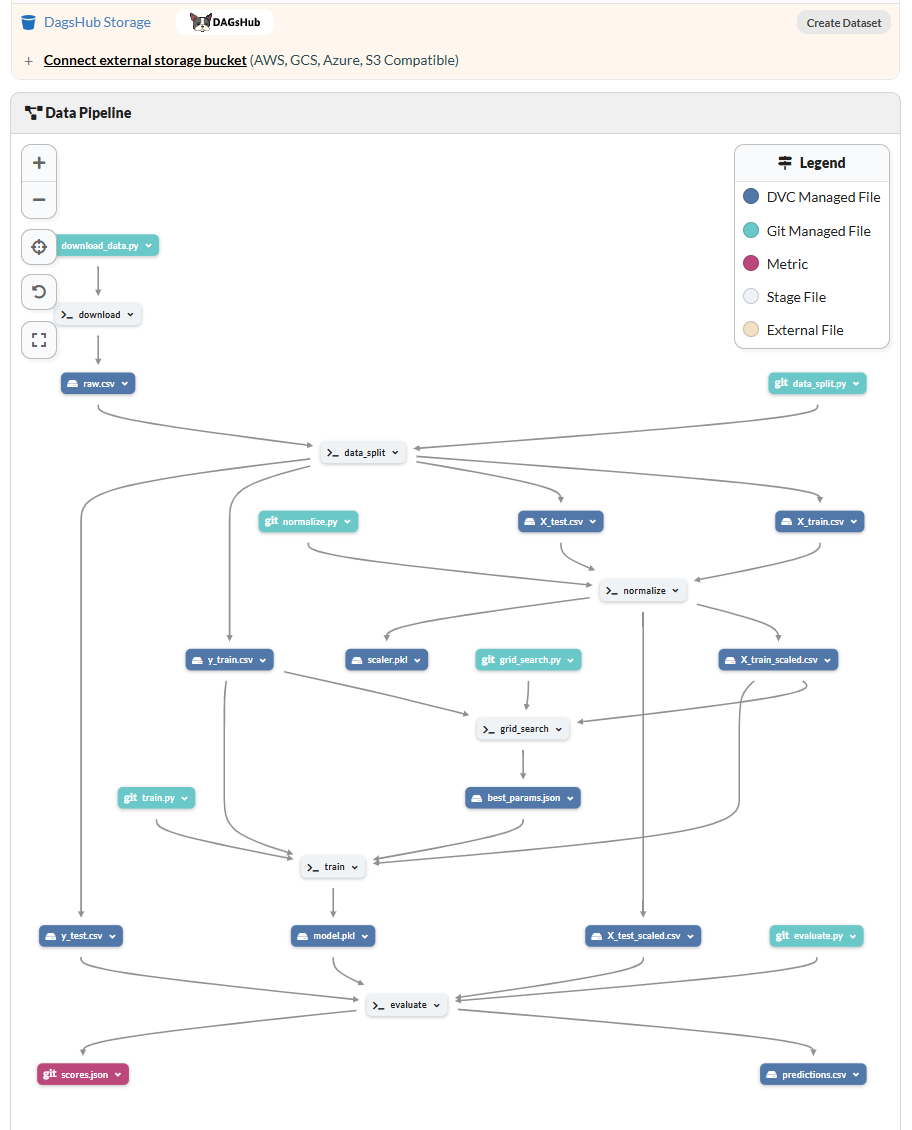 DagsHub Storage
DAGsHub
Create Dataset
+ Connect external storage bucket (AWS, GCS, Azure, S3 Compatible)
Data Pipeline
Legend
DVC Managed File
Git Managed File
Metric
Stage File
External File
download_data.py
>_ download
raw.csv
git data_split.py
>_ data_split
git normalize.py
X_test.csv
X_train.csv
>_ normalize
y_train.csv
scaler.pkl
git grid_search.py
X_train_scaled.csv
>_ grid_search
git train.py
best_params.json
>_ train
y_test.csv
model.pkl
X_test_scaled.csv
git evaluate.py
>_ evaluate
git scores.json
predictions.csv